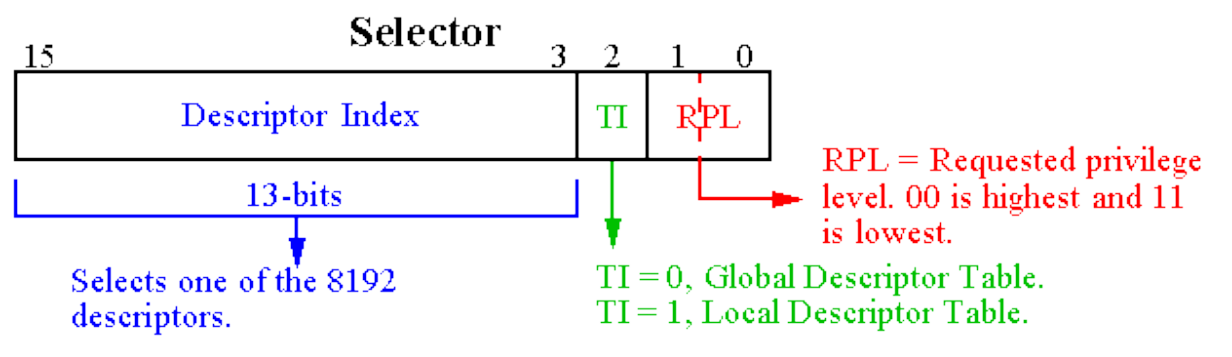 Selector
15 3 2 1 0
Descriptor Index TI RPL
13-bits
RPL = Requested privilege
level. 00 is highest and 11
is lowest.
Selects one of the 8192
descriptors.
TI = 0, Global Descriptor Table.
TI = 1, Local Descriptor Table.